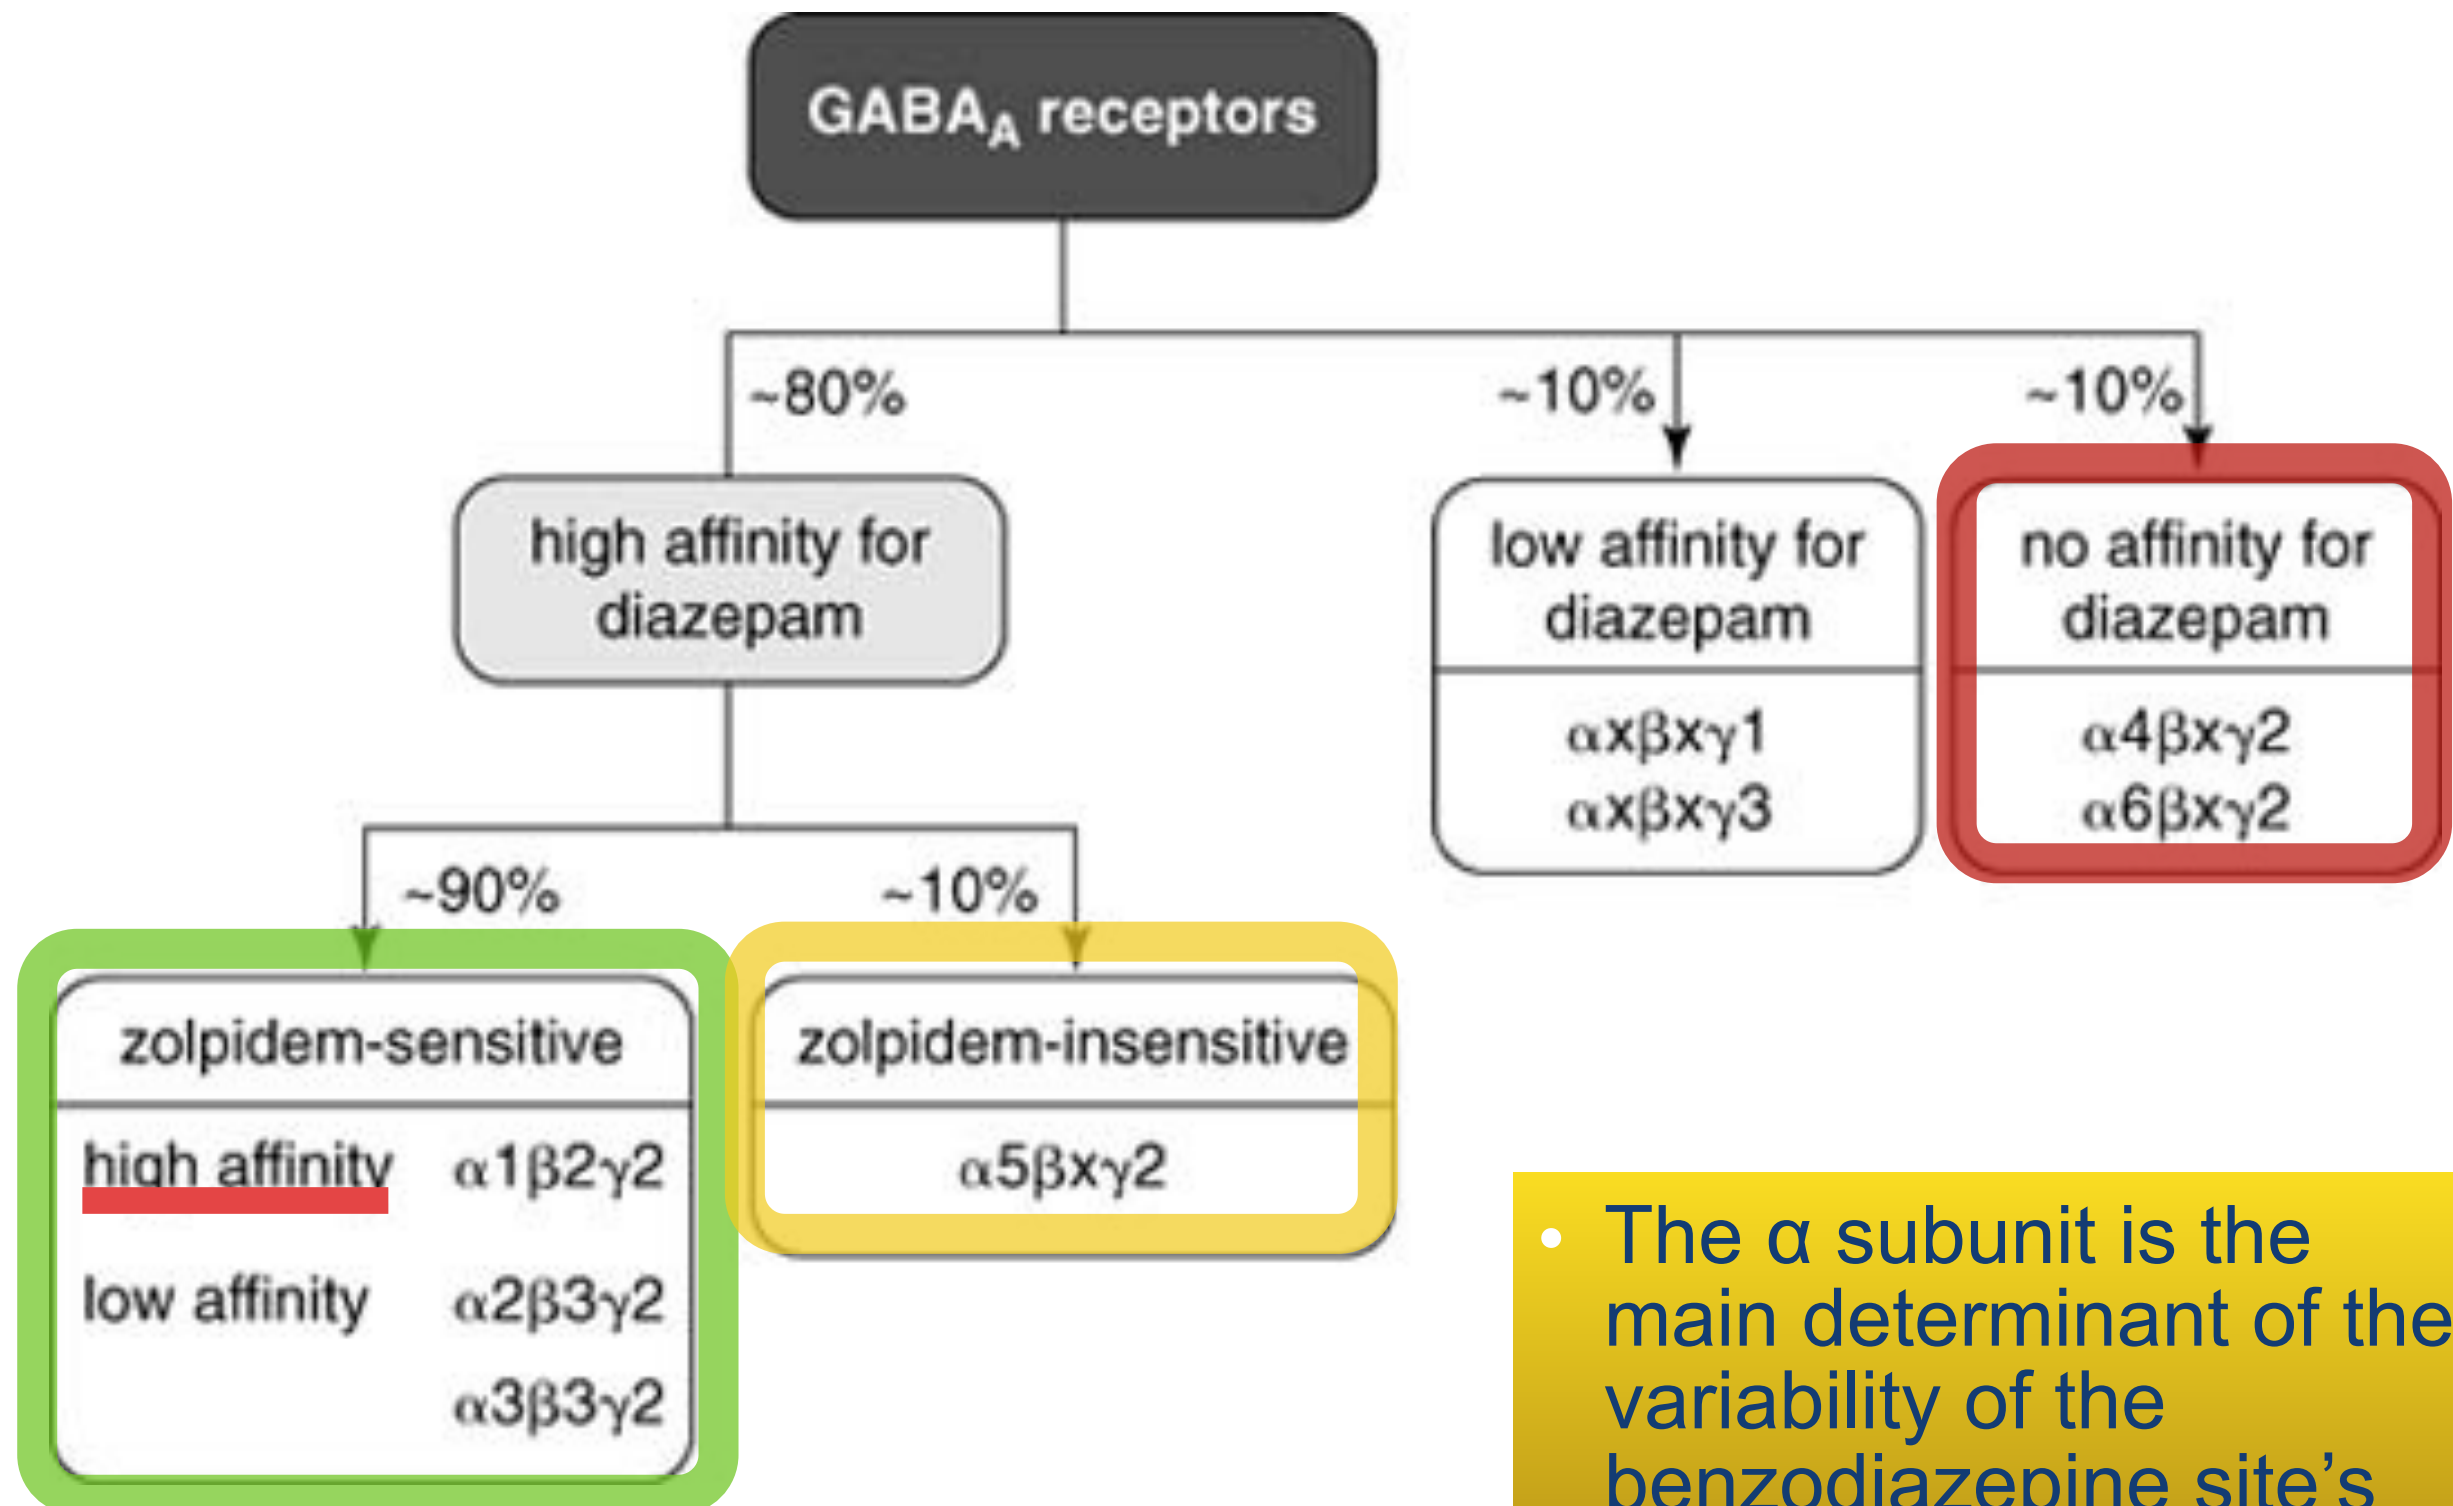 GABAA receptors
~80%
~10%
~10%
high affinity for
diazepam
low affinity for
diazepam
αxβxγ1
αxβxγ3
no affinity for
diazepam
α4βxγ2
α6βxγ2
~90%
~10%
zolpidem-sensitive
high affinity α1β2γ2
low affinity α2β3γ2
α3β3γ2
zolpidem-insensitive
α5βxγ2
• The α subunit is the
main determinant of the
variability of the
benzodiazepine site’s